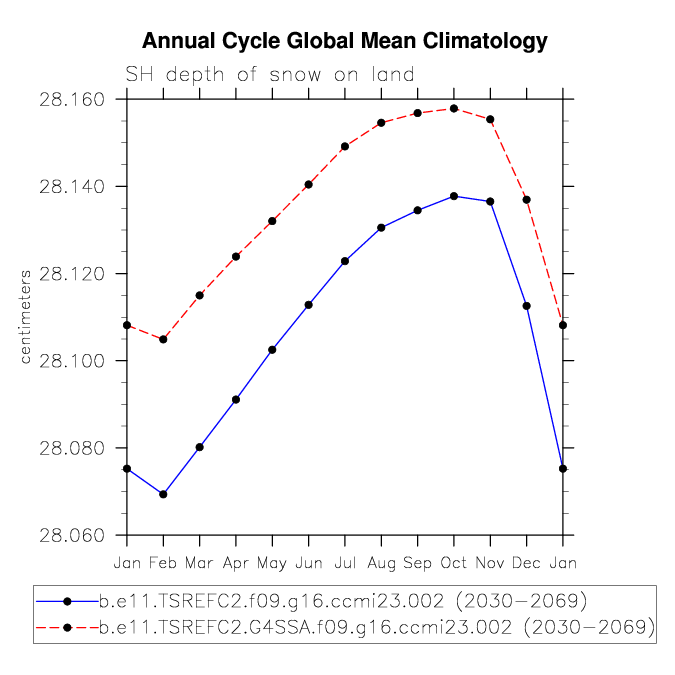 Annual Cycle Global Mean Climatology
SH depth of snow on land
28.160
28.140
28.120
28.100
28.080
28.060
centimeters
Jan Feb Mar Apr May Jun Jul Aug Sep Oct Nov Dec Jan
b.e11.TSREFC2.f09.g16.ccmi23.002 (2030-2069)
b.e11.TSREFC2.G4SSA.f09.g16.ccmi23.002 (2030-2069)